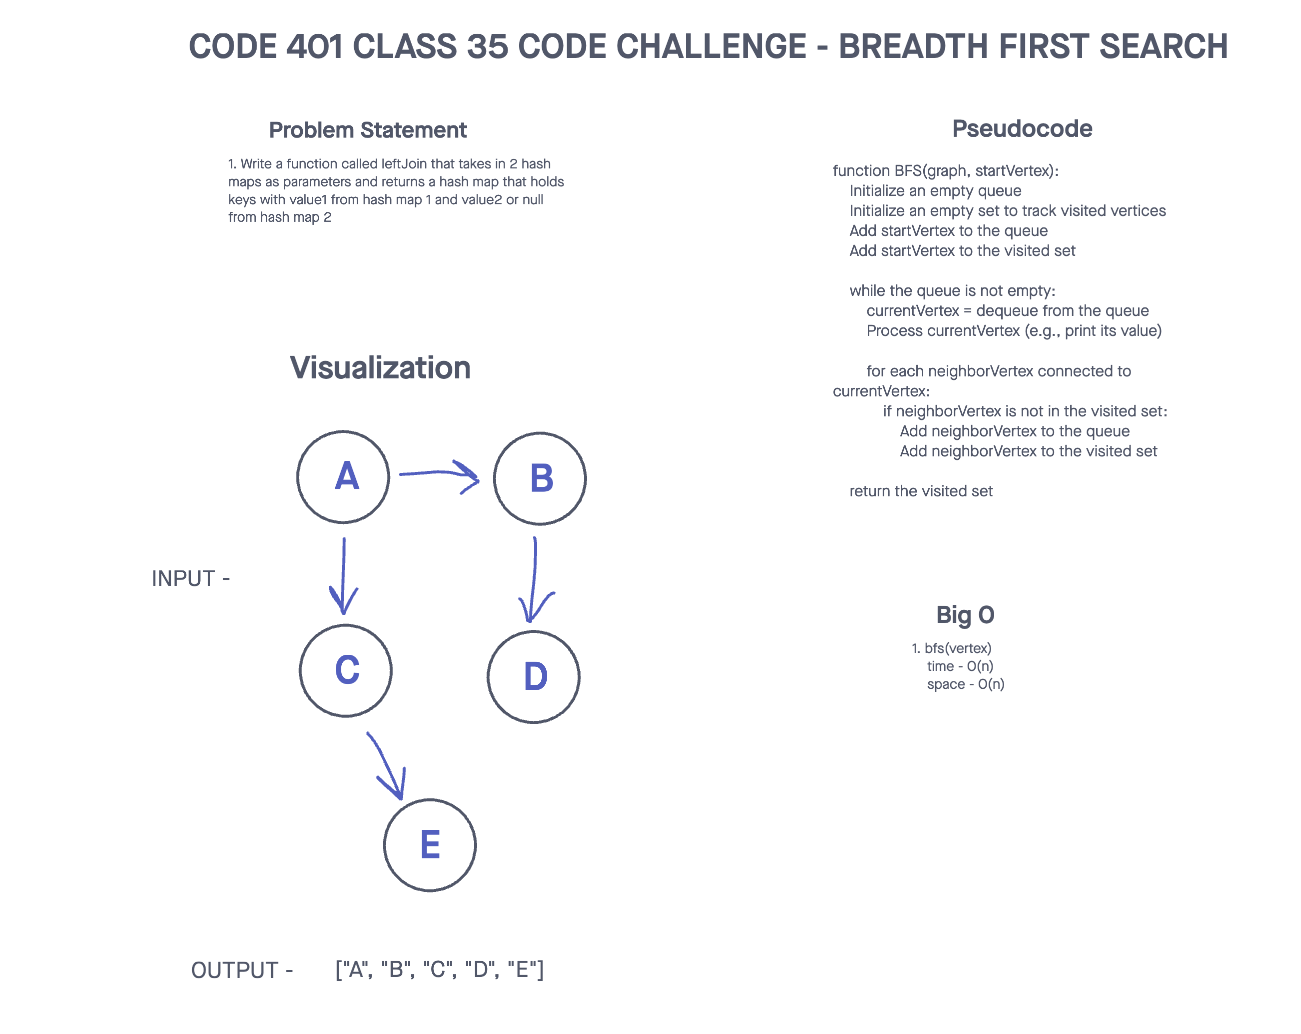 CODE 401 CLASS 35 CODE CHALLENGE - BREADTH FIRST SEARCH
Problem Statement
1. Write a function called leftJoin that takes in 2 hash
maps as parameters and returns a hash map that holds
keys with value1 from hash map 1 and value2 or null
from hash map 2
Visualization
A
B
INPUT -
C
D
E
OUTPUT - ["A", "B", "C", "D", "E"]
Pseudocode
function BFS(graph, startVertex):
Initialize an empty queue
Initialize an empty set to track visited vertices
Add startVertex to the queue
Add startVertex to the visited set
while the queue is not empty:
currentVertex = dequeue from the queue
Process currentVertex (e.g., print its value)
for each neighborVertex connected to
currentVertex:
if neighborVertex is not in the visited set:
Add neighborVertex to the queue
Add neighborVertex to the visited set
return the visited set
Big O
1. bfs(vertex)
time - O(n)
space - O(n)